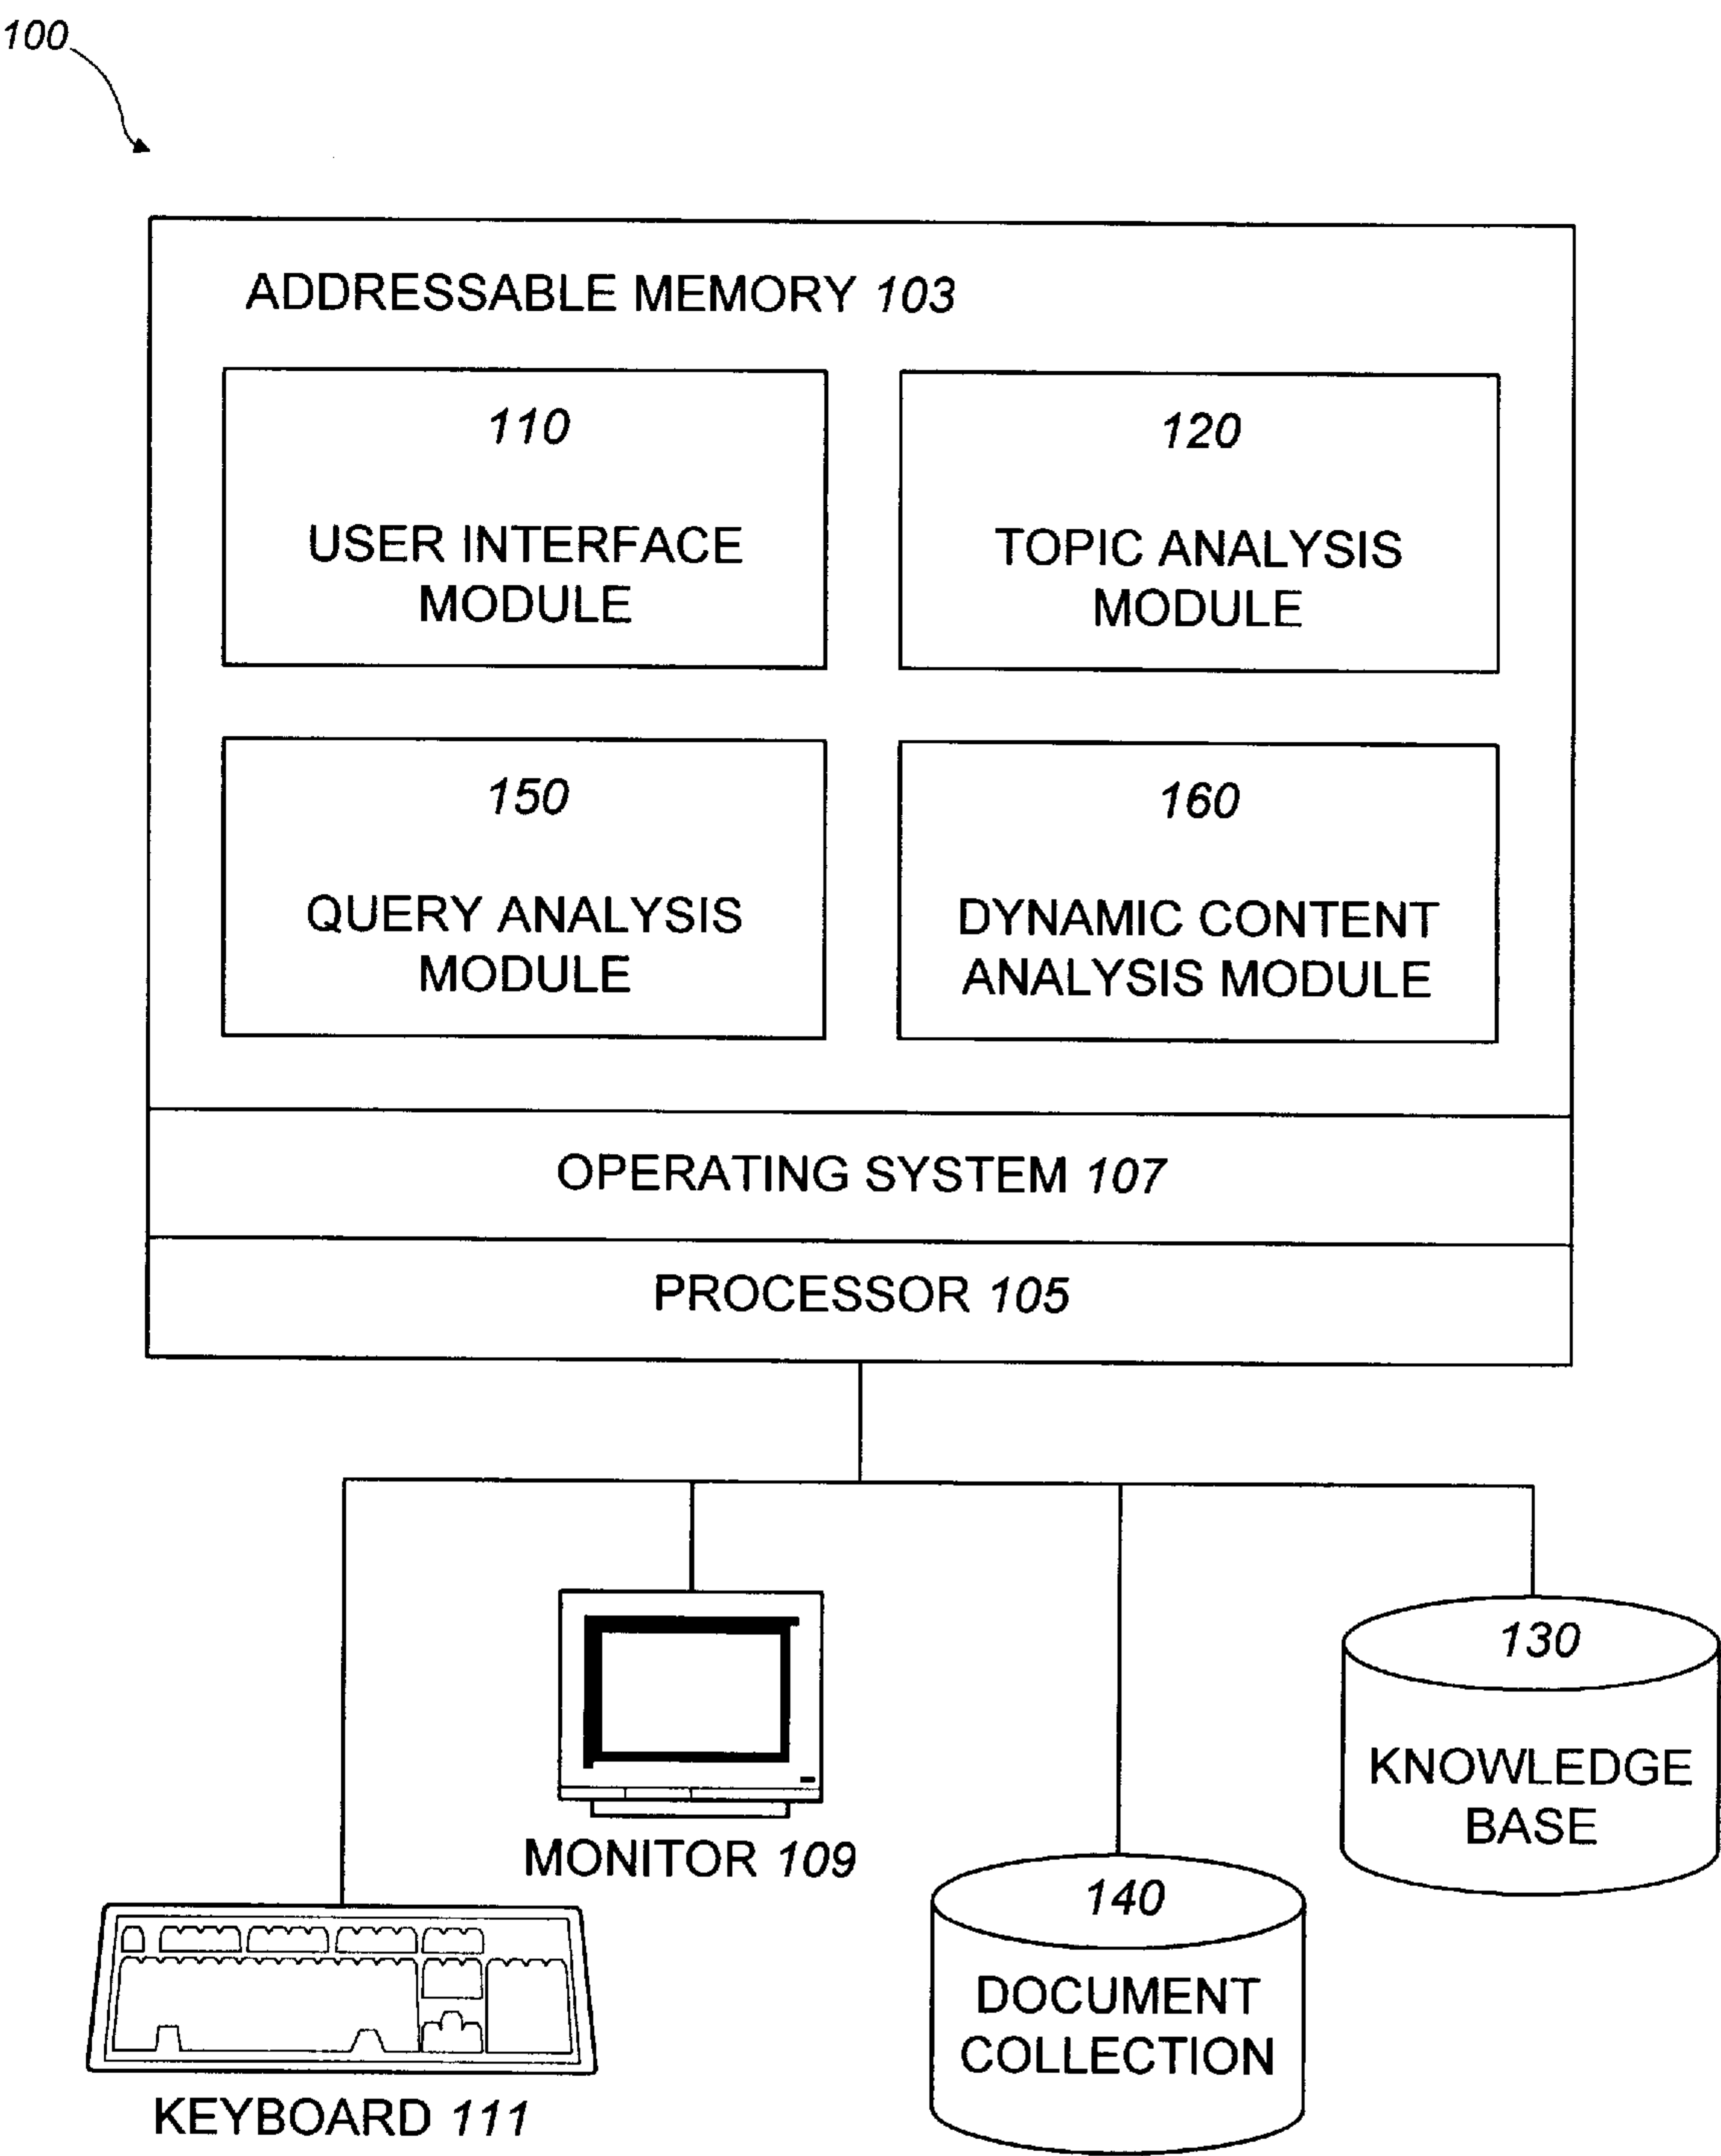 100
ADDRESSABLE MEMORY 103
110
USER INTERFACE
MODULE
120
TOPIC ANALYSIS
MODULE
150
QUERY ANALYSIS
MODULE
160
DYNAMIC CONTENT
ANALYSIS MODULE
OPERATING SYSTEM 107
PROCESSOR 105
130
KNOWLEDGE
BASE
MONITOR 109
140
DOCUMENT
COLLECTION
KEYBOARD 111